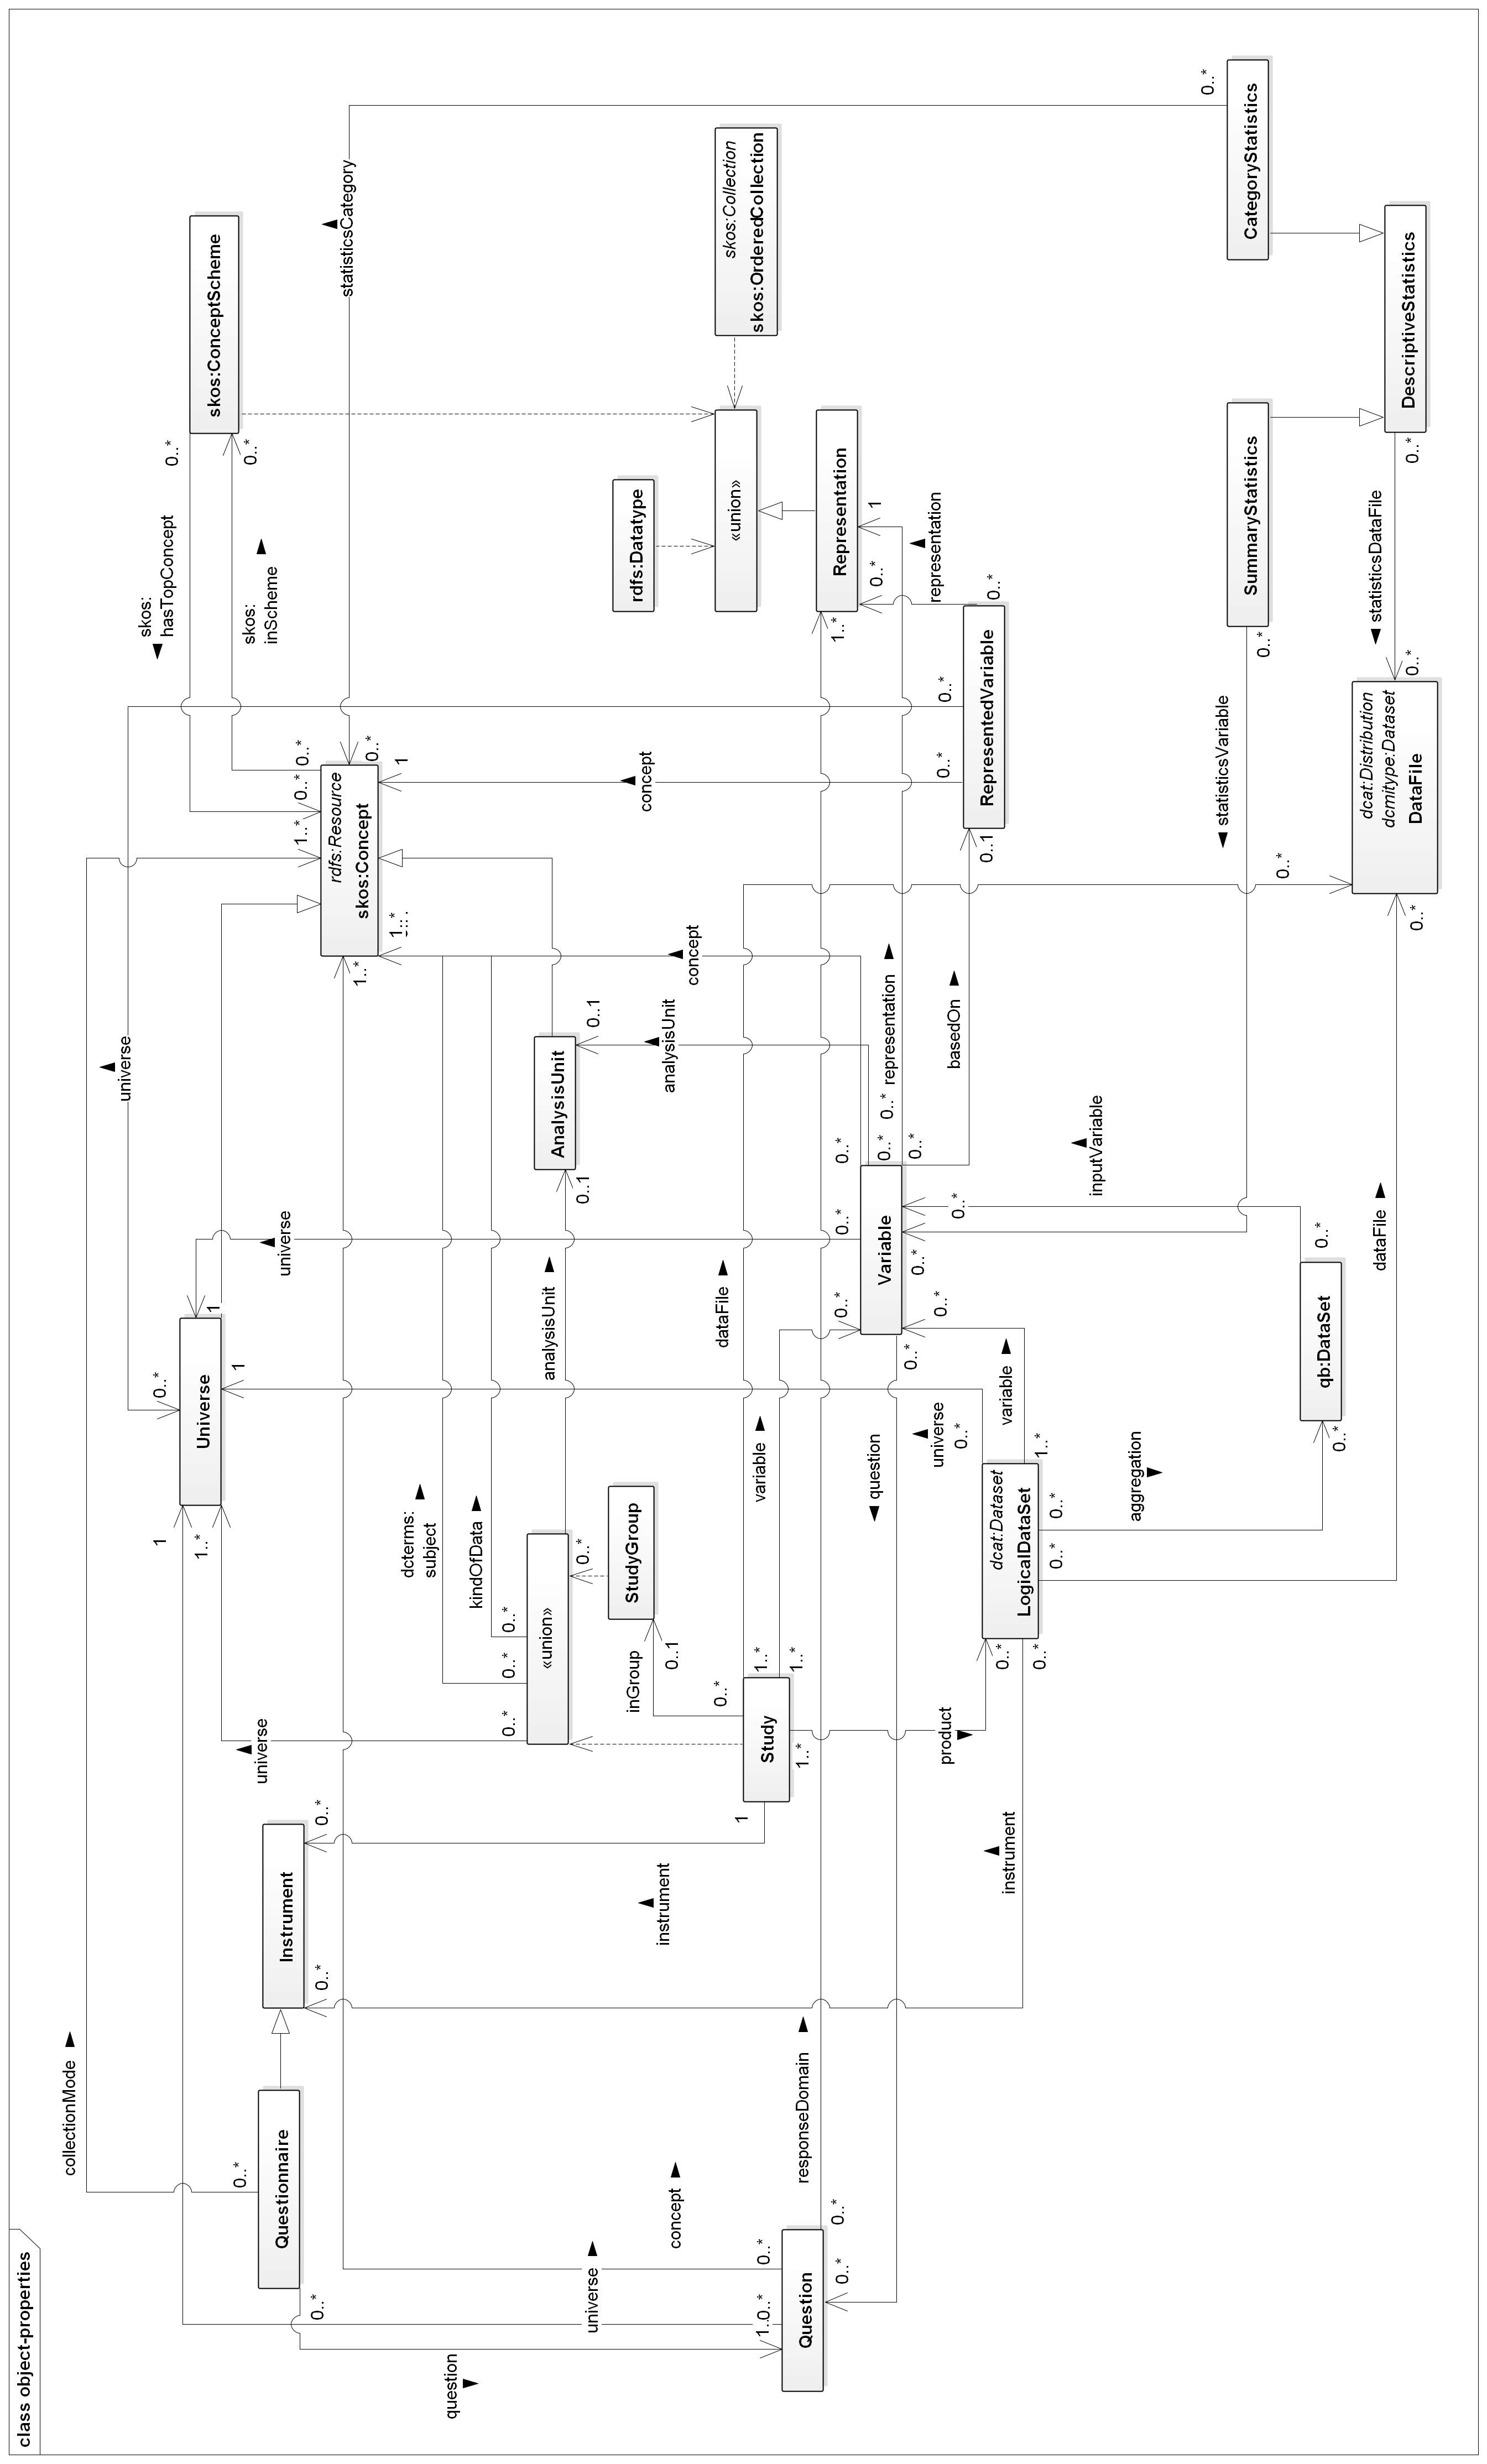 class object-properties
collectionMode
universe
skos:
hasTopConcept
1
0..*
0..*
Universe
1..*
1
skos:ConceptScheme
1
0..*
skos:
inScheme
0..*
universe
Questionnaire
universe
Instrument
0..*
1..*
0..*
0..*
0..*
0..*
rdfs:Resource
skos:Concept
statisticsCategory
1..*
0..*
1..*
1
dcterms:
subject
question
kindOfData
0..*
0..*
0..*
«union»
analysisUnit
AnalysisUnit
0..*
0..1
0..1
universe
StudyGroup
inGroup
rdfs:Datatype
concept
instrument
0..1
analysisUnit
concept
concept
0..*
dataFile
skos:Collection
skos:OrderedCollection
«union»
1
variable
1..0..*
0..*
1..*
Study
1..*
1..*
Question
responseDomain
0..*
0..*
0..*
0..*
0..*
1..*
Representation
question
Variable
0..*
0..*
representation
0..*
1
0..*
0..*
0..*
representation
universe
0..*
0..*
product
basedOn
0..*
0..*
0..*
RepresentedVariable
0..1
0..*
dcat:Dataset
LogicalDataSet
0..*
instrument
variable
0..*
1..*
0..*
0..*
inputVariable
aggregation
0..*
statisticsVariable
CategoryStatistics
SummaryStatistics
0..*
0..*
qb:DataSet
0..*
0..*
dcat:Distribution
dcmitype:Dataset
DataFile
dataFile
statisticsDataFile
DescriptiveStatistics
0..*
0..*
0..*